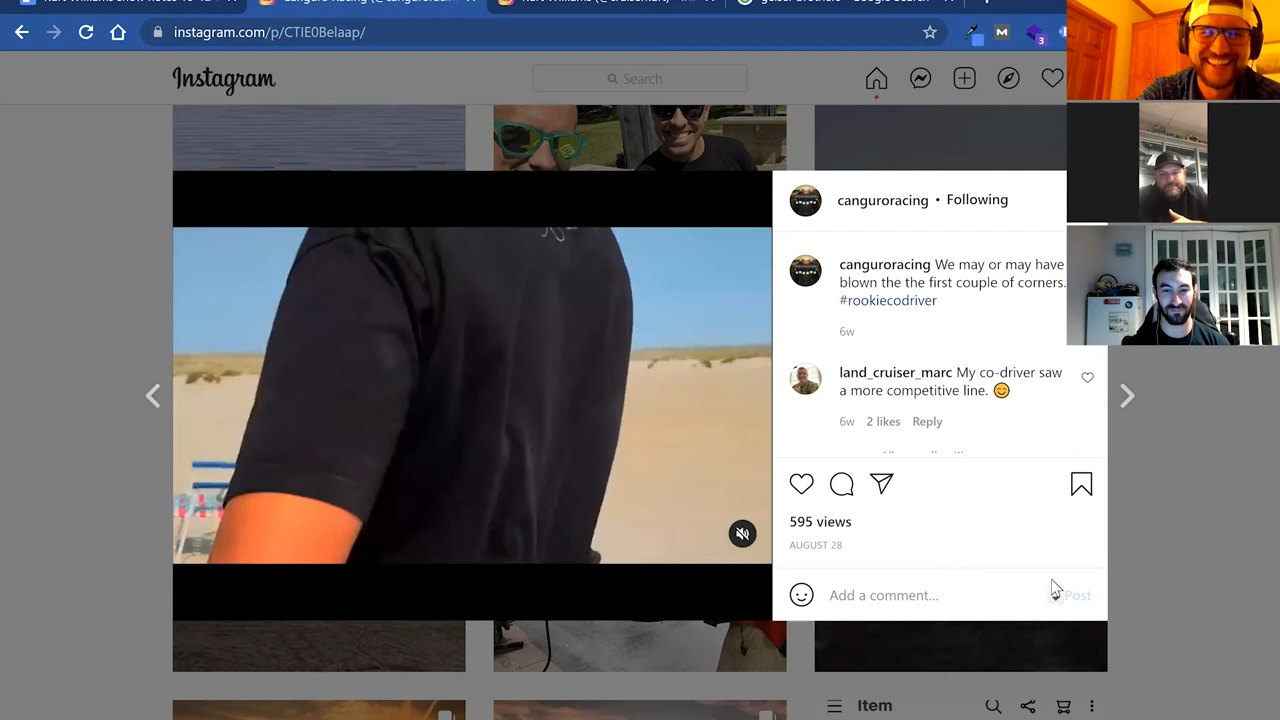 instagram.com/p/CTIE0Belaap/
3
Instagram
Search
canguroracing • Following
canguroracing We may or may have
blown the the first couple of corners.
#rookiecodriver
6w
land_cruiser_marc My co-driver saw
a more competitive line. 😊
6w 2 likes Reply
595 views
AUGUST 28
Add a comment...
Post
Item